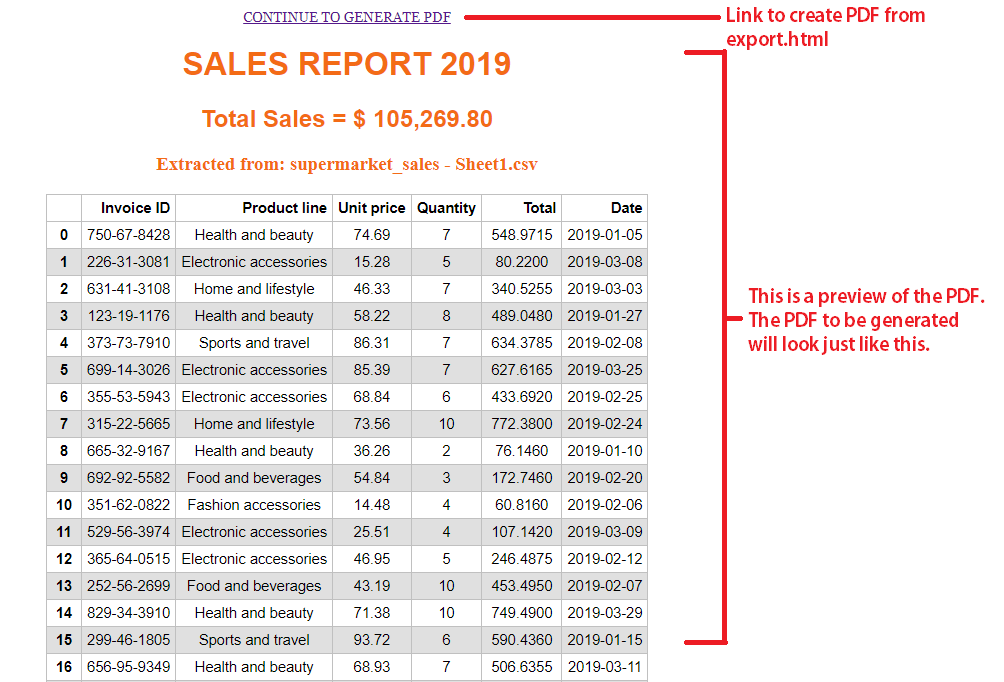 CONTINUE TO GENERATE PDF
Link to create PDF from
export.html
SALES REPORT 2019
Total Sales = $ 105,269.80
Extracted from: supermarket_sales - Sheet1.csv
Invoice ID Product line Unit price Quantity Total Date
0 750-67-8428 Health and beauty 74.69 7 548.9715 2019-01-05
1 226-31-3081 Electronic accessories 15.28 5 80.2200 2019-03-08
2 631-41-3108 Home and lifestyle 46.33 7 340.5255 2019-03-03
3 123-19-1176 Health and beauty 58.22 8 489.0480 2019-01-27
4 373-73-7910 Sports and travel 86.31 7 634.3785 2019-02-08
5 699-14-3026 Electronic accessories 85.39 7 627.6165 2019-03-25
6 355-53-5943 Electronic accessories 68.84 6 433.6920 2019-02-25
7 315-22-5665 Home and lifestyle 73.56 10 772.3800 2019-02-24
8 665-32-9167 Health and beauty 36.26 2 76.1460 2019-01-10
9 692-92-5582 Food and beverages 54.84 3 172.7460 2019-02-20
10 351-62-0822 Fashion accessories 14.48 4 60.8160 2019-02-06
11 529-56-3974 Electronic accessories 25.51 4 107.1420 2019-03-09
12 365-64-0515 Electronic accessories 46.95 5 246.4875 2019-02-12
13 252-56-2699 Food and beverages 43.19 10 453.4950 2019-02-07
14 829-34-3910 Health and beauty 71.38 10 749.4900 2019-03-29
15 299-46-1805 Sports and travel 93.72 6 590.4360 2019-01-15
16 656-95-9349 Health and beauty 68.93 7 506.6355 2019-03-11
This is a preview of the PDF.
The PDF to be generated
will look just like this.